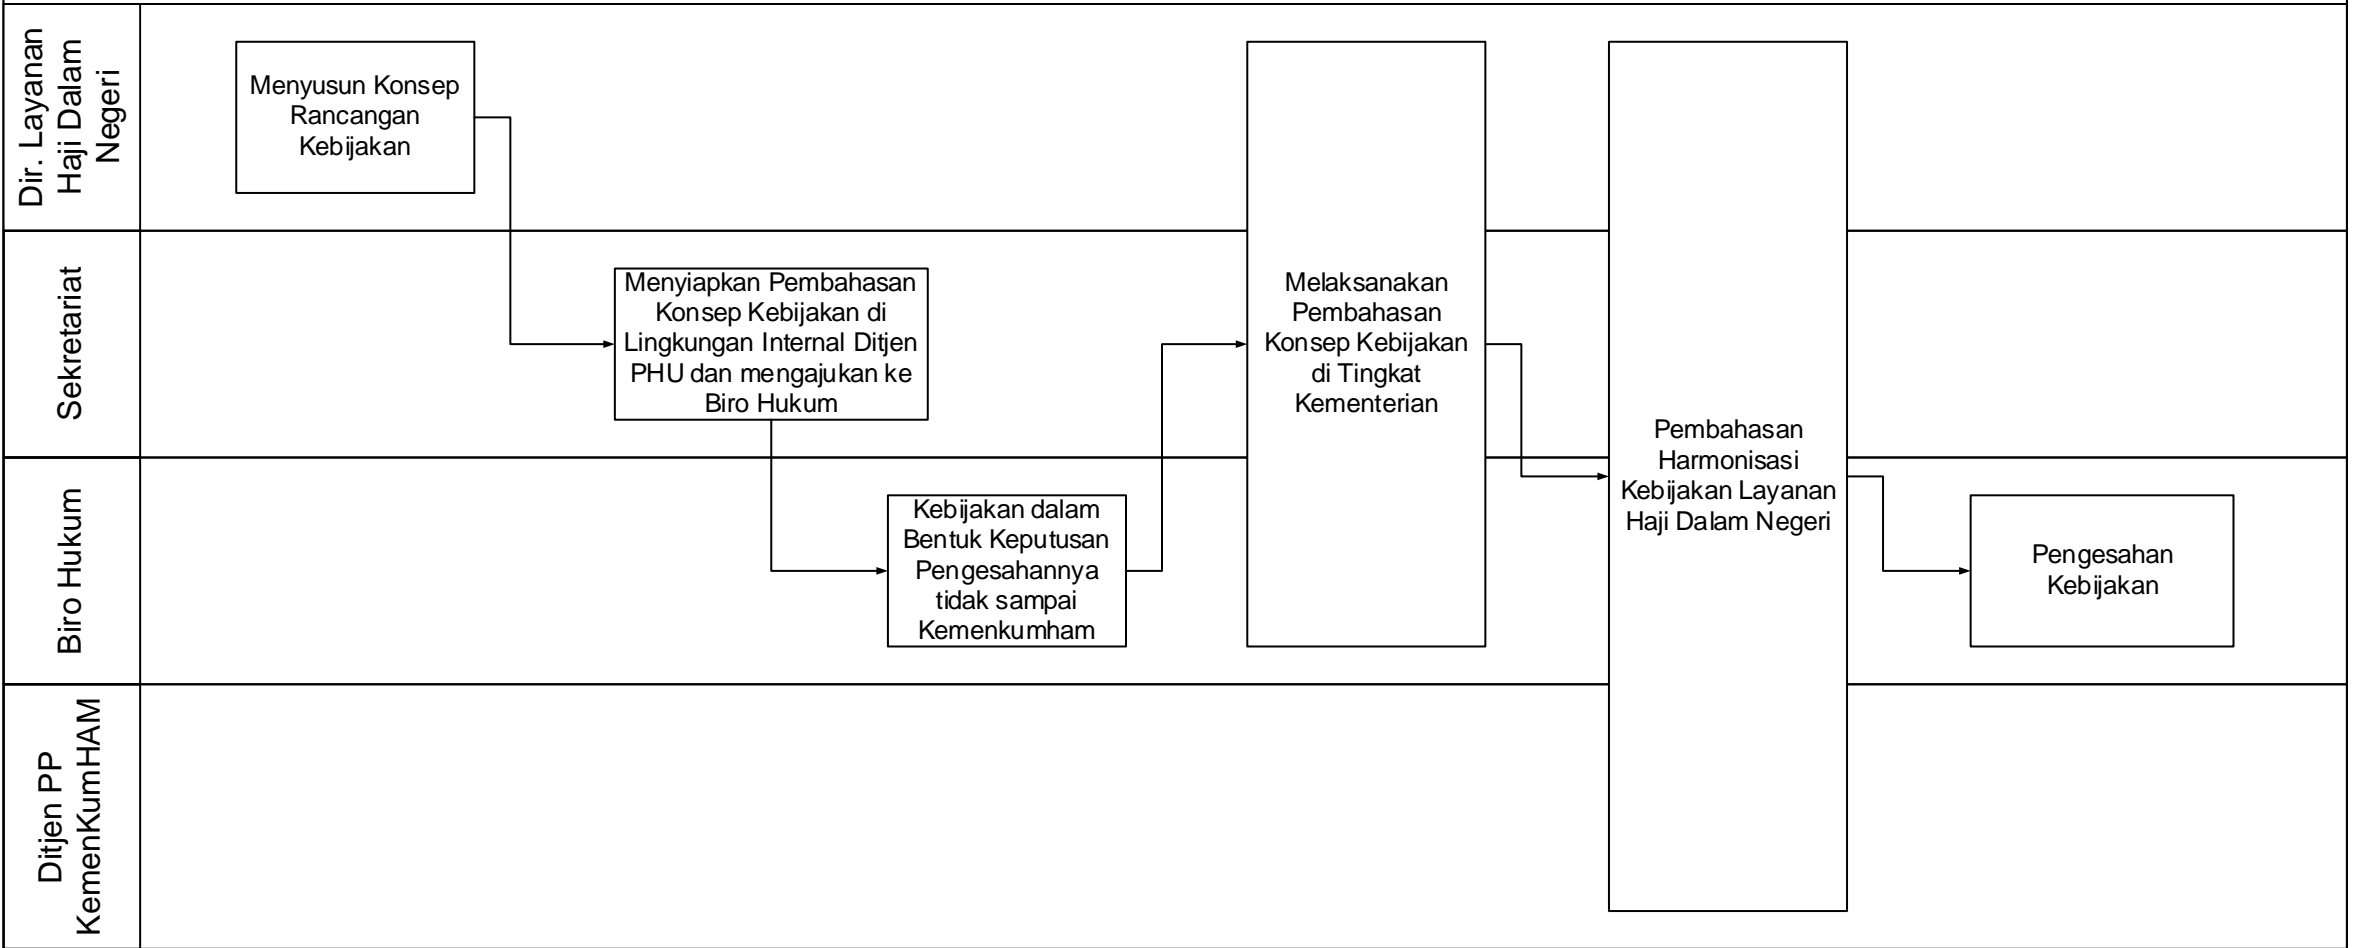 Dir. Layanan
Haji Dalam
Negeri
Menyusun Konsep
Rancangan
Kebijakan
Sekretariat
Menyiapkan Pembahasan
Konsep Kebijakan di
Lingkungan Internal Ditjen
PHU dan mengajukan ke
Biro Hukum
Biro Hukum
Kebijakan dalam
Bentuk Keputusan
Pengesahannya
tidak sampai
Kemenkumham
Melaksanakan
Pembahasan
Konsep Kebijakan
di Tingkat
Kementerian
Pembahasan
Harmonisasi
Kebijakan Layanan
Haji Dalam Negeri
Pengesahan
Kebijakan
Ditjen PP
KemenKumHAM